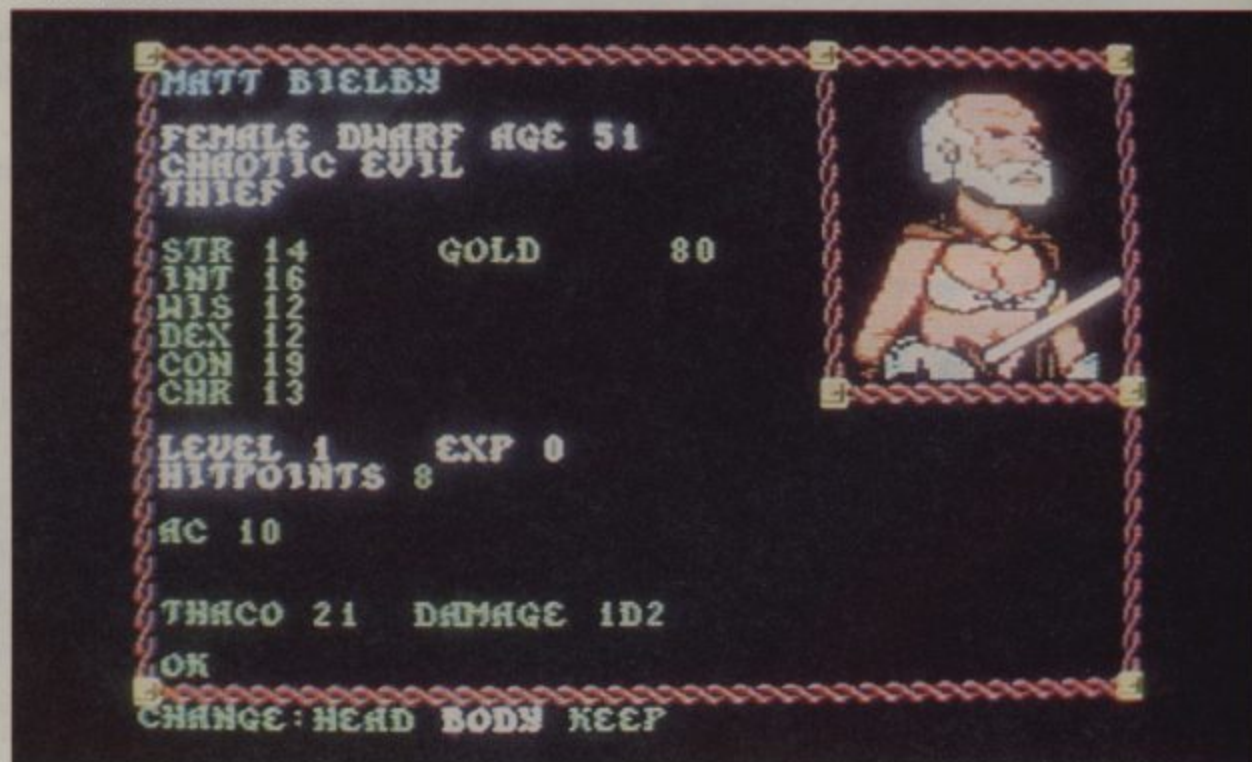 MATT BIELBY
FEMALE DWARF AGE 51
CHAOTIC EVIL
THIEF
STR 14 GOLD 80
INT 16
WIS 12
DEX 12
CON 19
CHR 13
LEVEL 1 EXP 0
HITPOINTS 8
AC 10
THACO 21 DAMAGE 1D2
OK
CHANGE: HEAD BODY KEEP